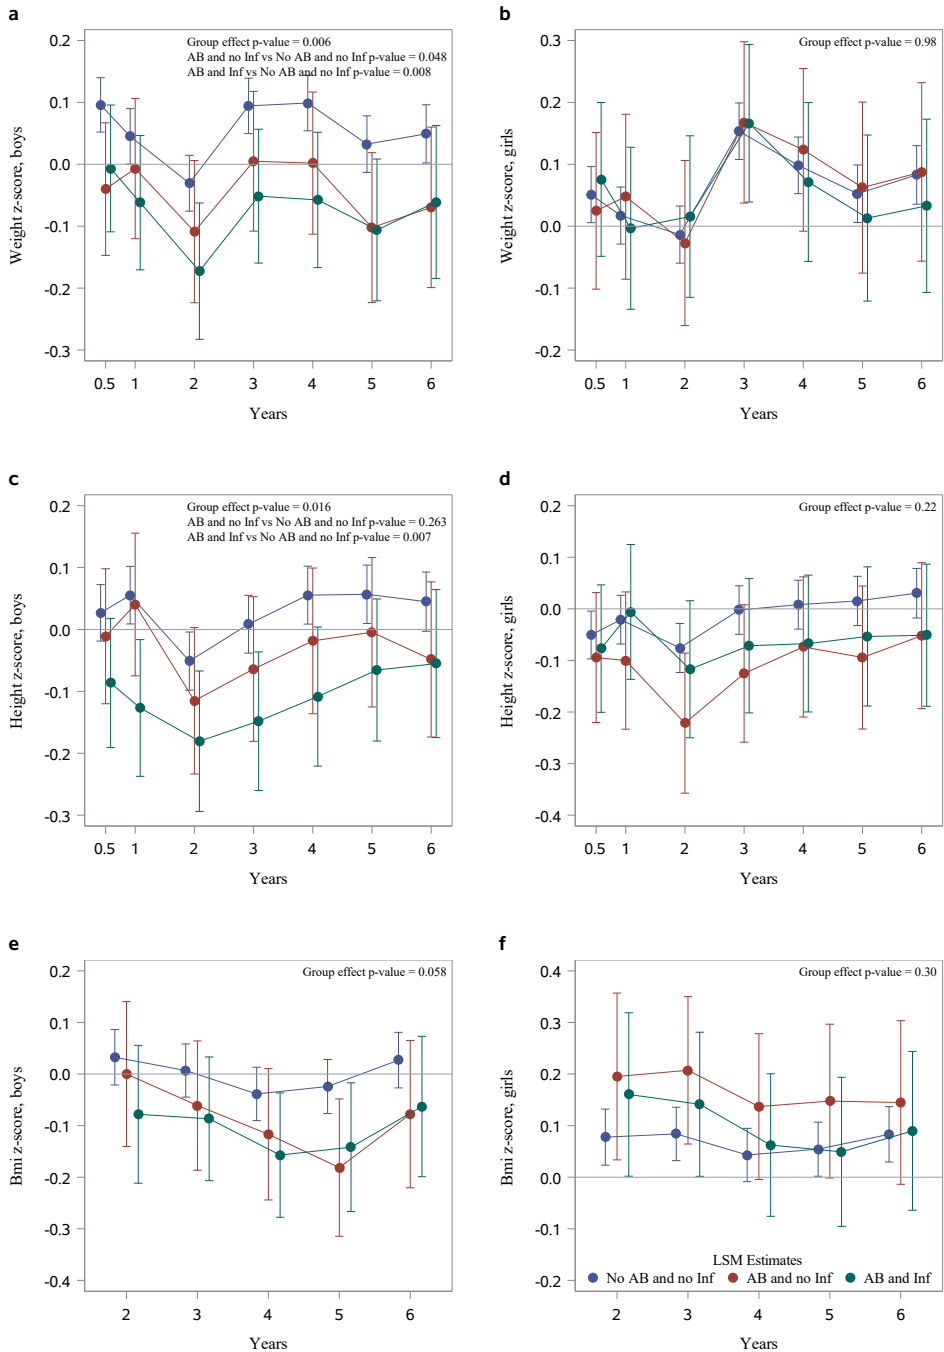 a
Group effect p-value = 0.006
AB and no Inf vs No AB and no Inf p-value = 0.048
AB and Inf vs No AB and no Inf p-value = 0.008
0.2
0.1
0.0
-0.1
-0.2
-0.3
Weight z-score, boys
0.5 1 2 3 4 5 6
Years
b
Group effect p-value = 0.98
0.3
0.2
0.1
0.0
-0.1
-0.2
Weight z-score, girls
0.5 1 2 3 4 5 6
Years
c
Group effect p-value = 0.016
AB and no Inf vs No AB and no Inf p-value = 0.263
AB and Inf vs No AB and no Inf p-value = 0.007
0.2
0.1
0.0
-0.1
-0.2
-0.3
Height z-score, boys
0.5 1 2 3 4 5 6
Years
d
Group effect p-value = 0.22
0.2
0.1
0.0
-0.1
-0.2
-0.3
-0.4
Height z-score, girls
0.5 1 2 3 4 5 6
Years
e
Group effect p-value = 0.058
0.2
0.1
0.0
-0.1
-0.2
-0.3
-0.4
Bmi z-score, boys
2 3 4 5 6
Years
f
Group effect p-value = 0.30
0.4
0.3
0.2
0.1
0.0
-0.1
-0.2
Bmi z-score, girls
LSM Estimates
No AB and no Inf AB and no Inf AB and Inf
2 3 4 5 6
Years